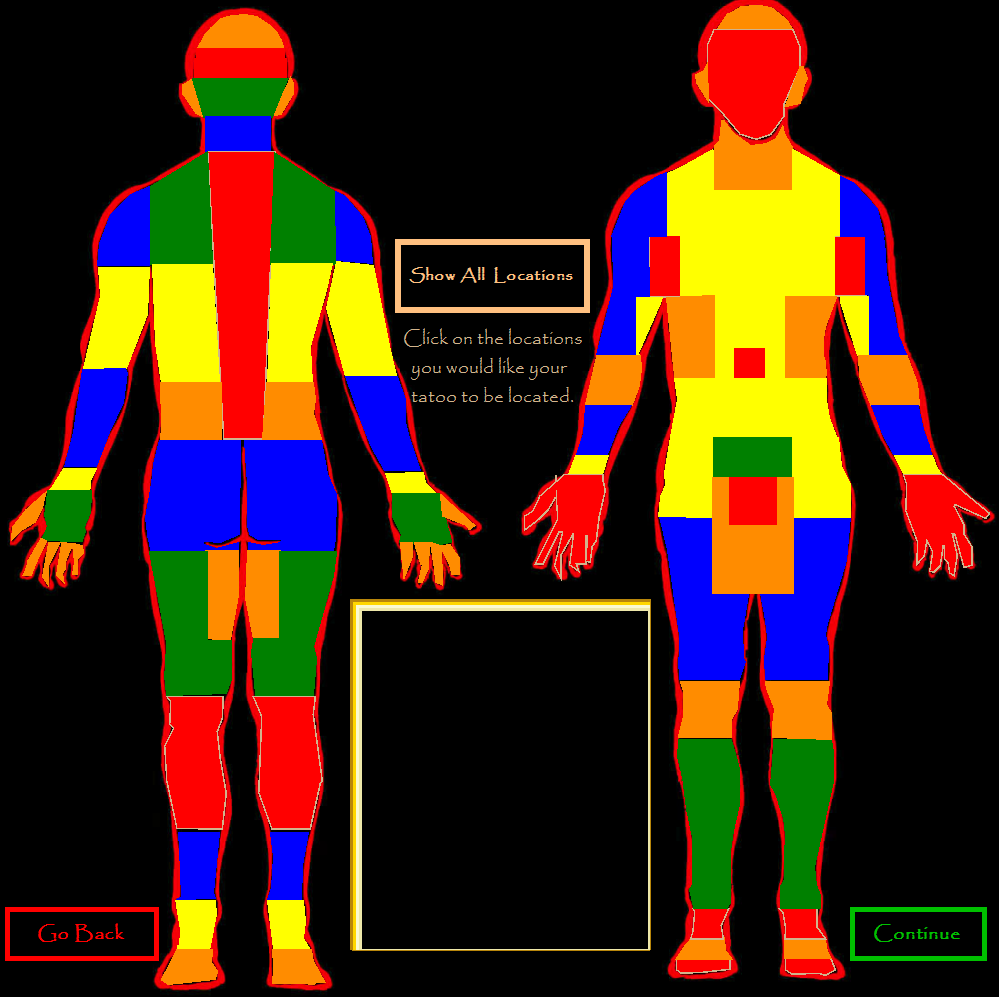 Show All Locations
Click on the locations
you would like your
tatoo to be located.
Go Back
Continue